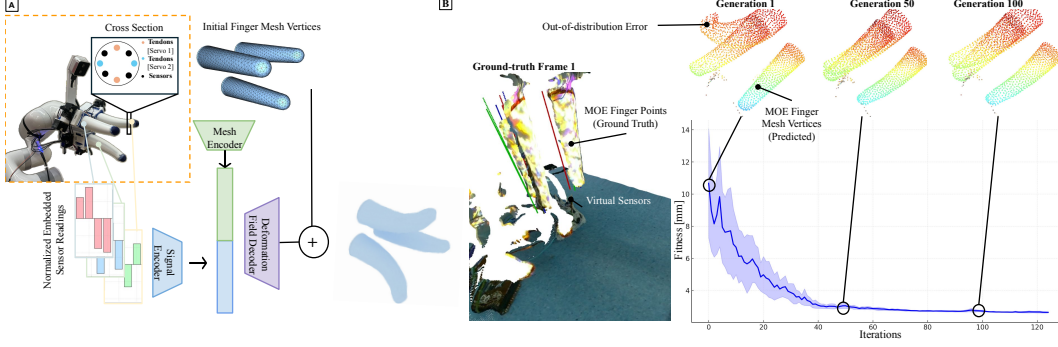 A
Cross Section
Tendons
[Servo 1]
Tendons
[Servo 2]
Sensors
Initial Finger Mesh Vertices
Mesh
Encoder
Normalized Embedded
Sensor Readings
Signal
Encoder
Deformation
Field Decoder
+
B
Generation 1
Generation 50
Generation 100
Out-of-distribution Error
Ground-truth Frame 1
MOE Finger Points
(Ground Truth)
Virtual Sensors
MOE Finger
Mesh Vertices
(Predicted)
Fitness [mm]
14
12
10
8
6
4
0
20
40
60
80
100
120
Iterations